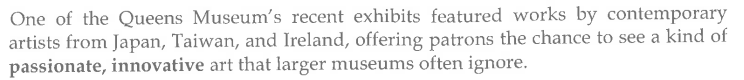 One of the Queens Museum's recent exhibits featured works by contemporary
artists from Japan, Taiwan, and Ireland, offering patrons the chance to see a kind of
passionate, innovative art that larger museums often ignore.